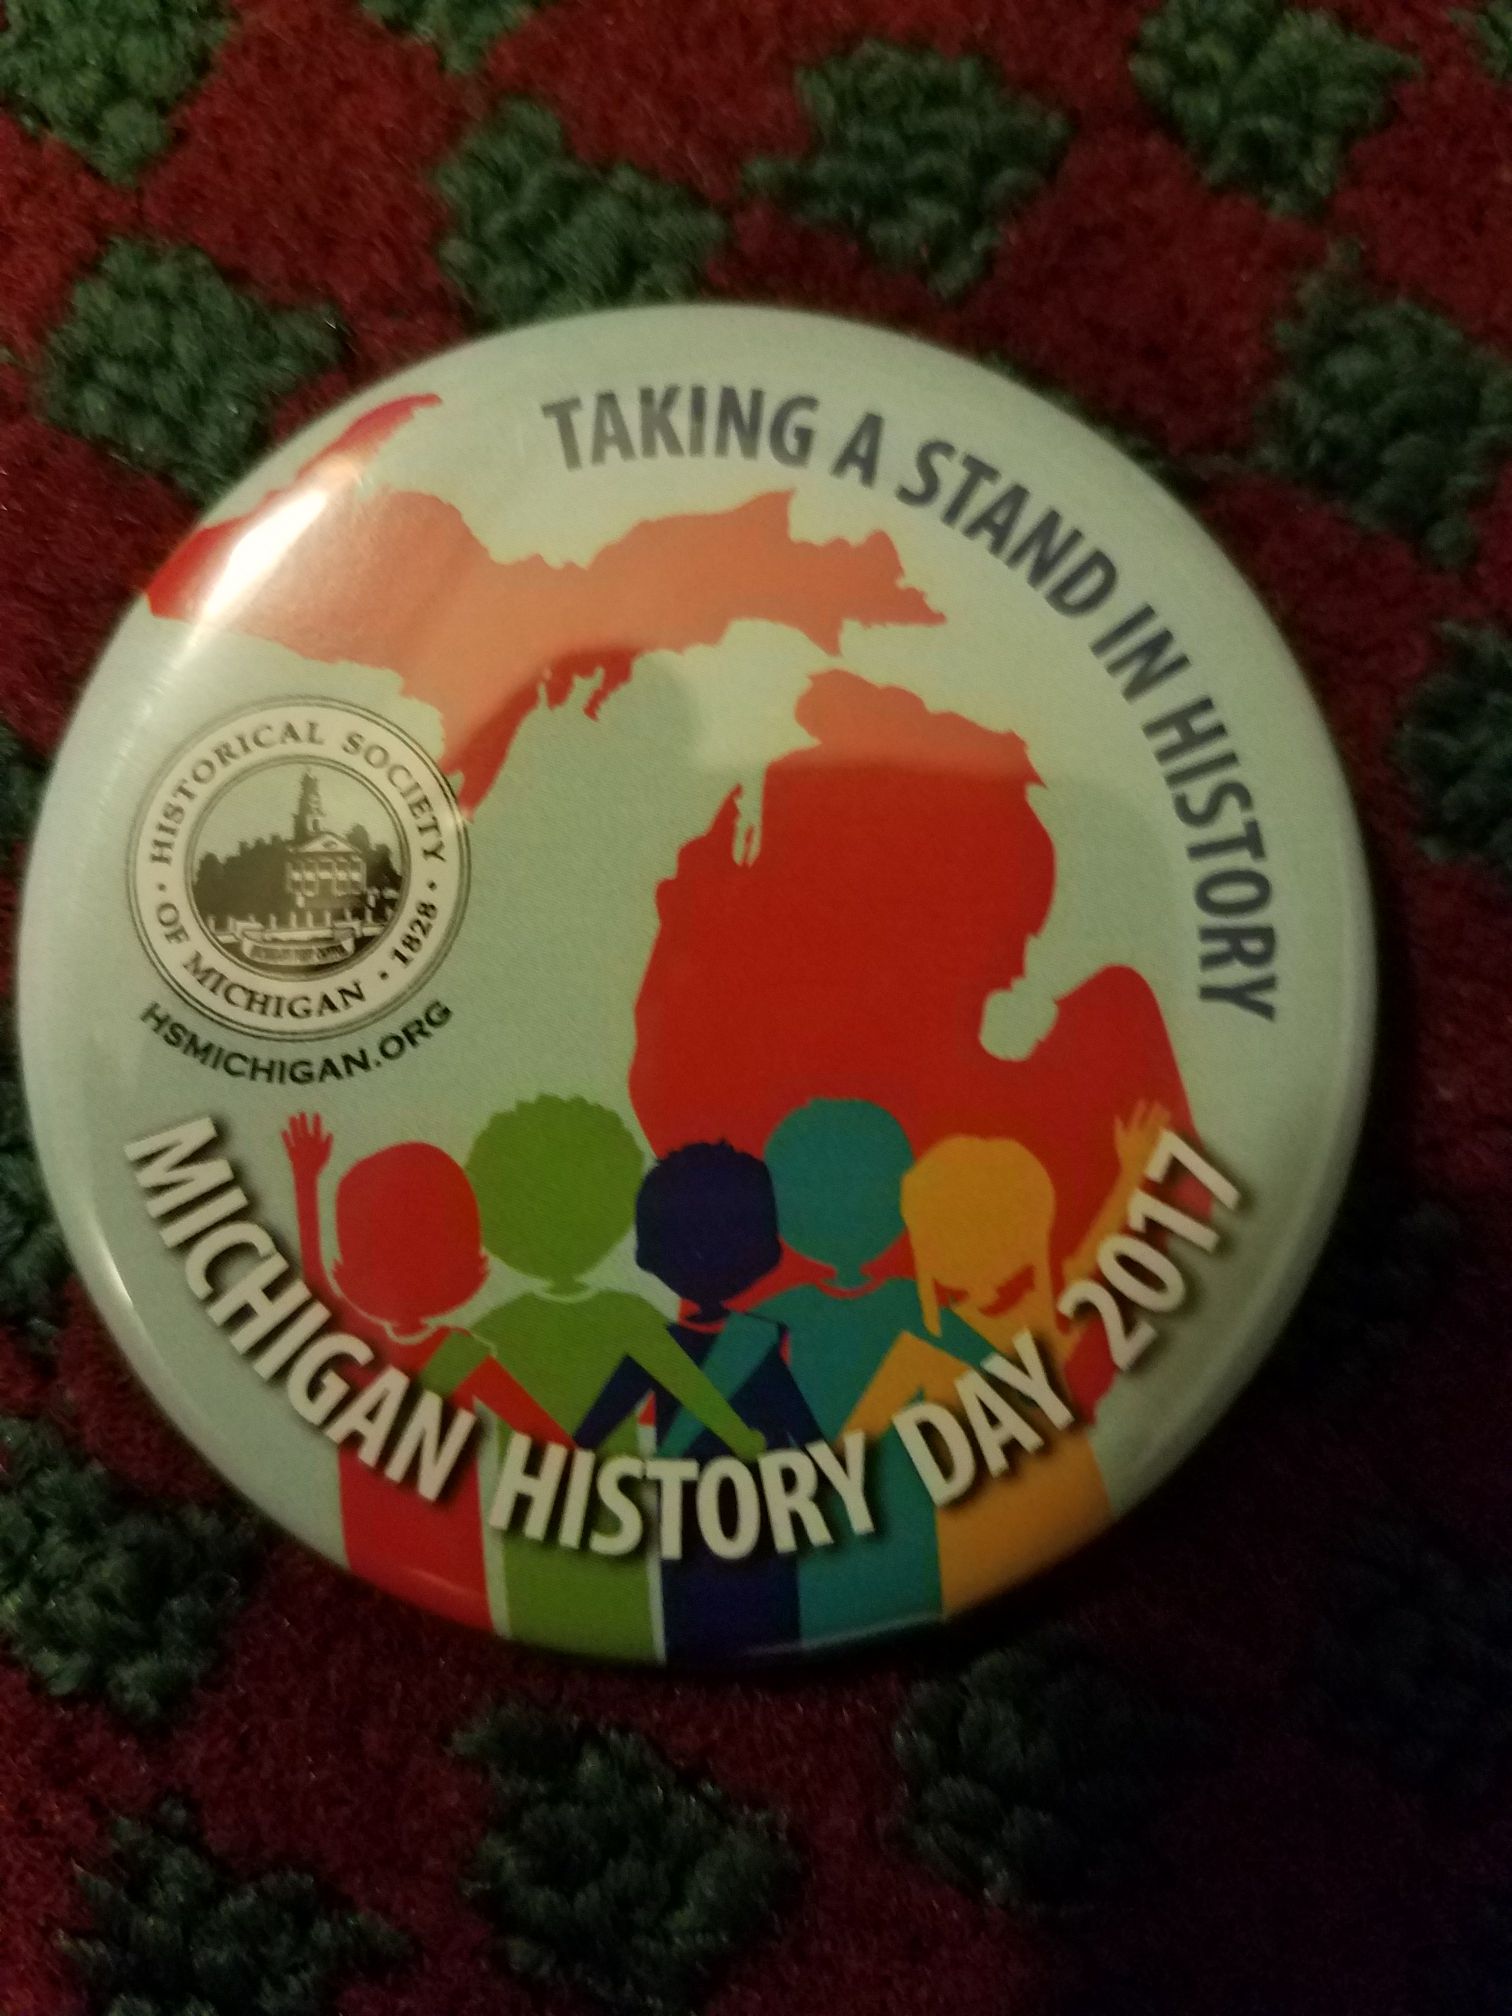 TAKING A STAND IN HISTORY
HISTORICAL SOCIETY
• OF MICHIGAN • 1828 •
HSMICHIGAN.ORG
MICHIGAN HISTORY DAY 2017